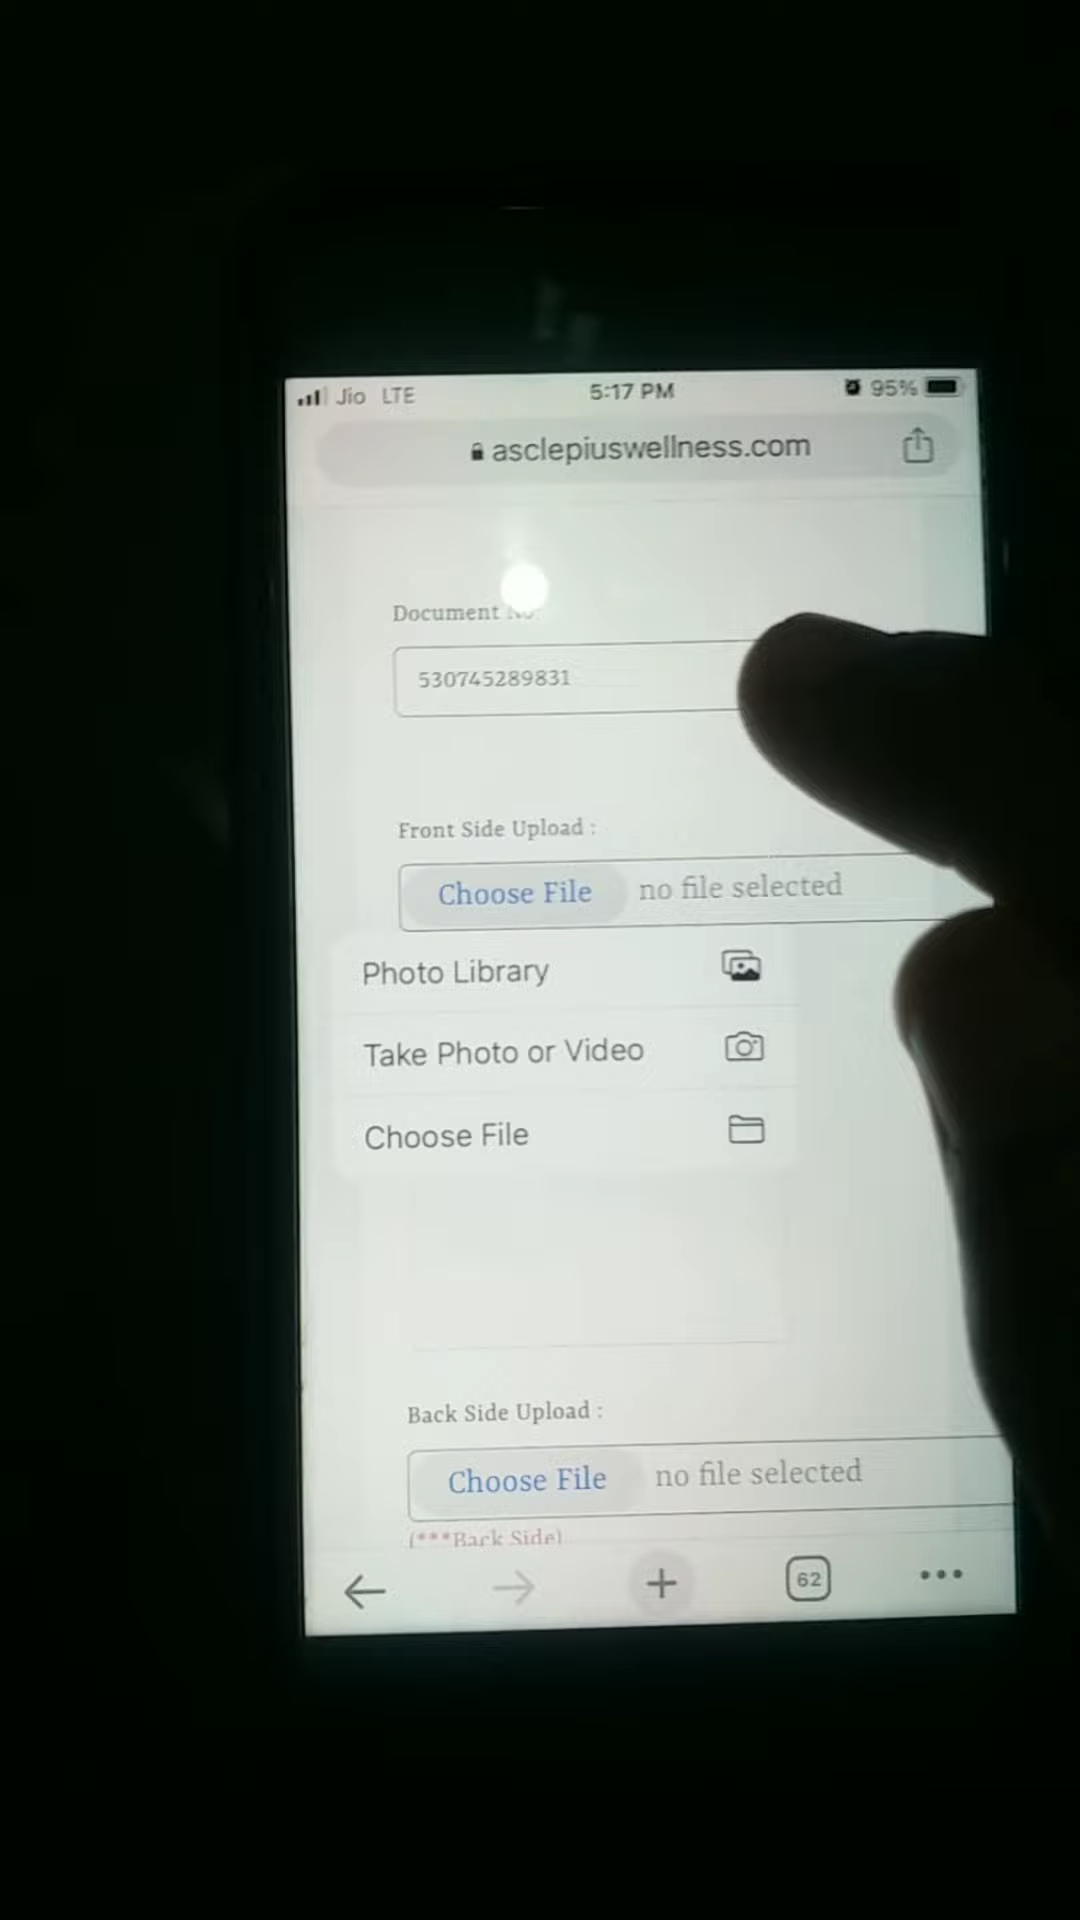 Jio LTE 5:17 PM 95%
asclepiuswellness.com
Document No.
530745289831
Front Side Upload :
Choose File no file selected
Photo Library
Take Photo or Video
Choose File
Back Side Upload :
Choose File no file selected
(***Back Side)
62